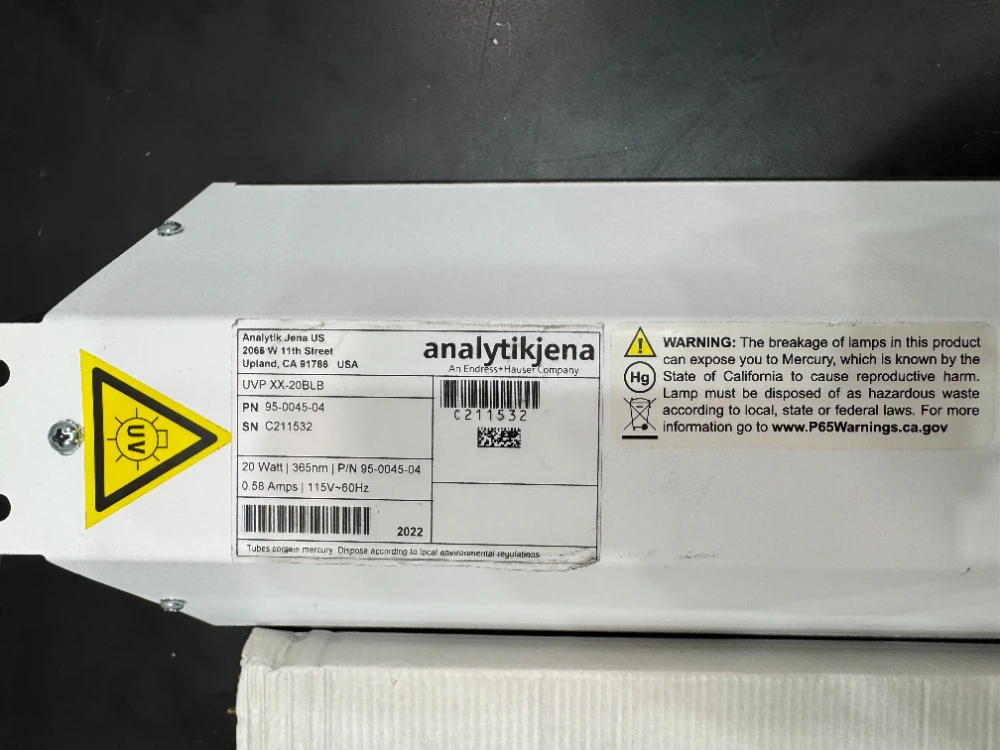 Analytik Jena US
2066 W 11th Street
Upland, CA 91786 USA
analytikjena
An Endress+Hauser Company
UVP XX-20BLB
PN 95-0045-04
SN C211532
C211532
20 Watt | 365nm | P/N 95-0045-04
0.58 Amps | 115V~60Hz
2022
Tubes contain mercury. Dispose according to local environmental regulations
UV
WARNING: The breakage of lamps in this product
can expose you to Mercury, which is known by the
State of California to cause reproductive harm.
Lamp must be disposed of as hazardous waste
according to local, state or federal laws. For more
information go to www.P65Warnings.ca.gov
Hg